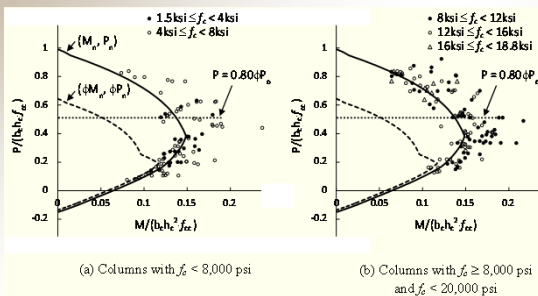 • 1.5ksi ≤ f_c < 4ksi
○ 4ksi ≤ f_c < 8ksi
(M_n, P_n)
(ϕM_n, ϕP_n)
P = 0.80ϕP_o
P/(b_c h_c f_cc)
1
0.8
0.6
0.4
0.2
0
-0.2
0 0.05 0.1 0.15 0.2
M/(b_c h_c² f_cc)
(a) Columns with f_c < 8,000 psi
• 8ksi ≤ f_c < 12ksi
○ 12ksi ≤ f_c < 16ksi
△ 16ksi ≤ f_c < 18.8ksi
P = 0.80ϕP_o
P/(b_c h_c f_cc)
1
0.8
0.6
0.4
0.2
0
-0.2
0 0.05 0.1 0.15 0.2
M/(b_c h_c² f_cc)
(b) Columns with f_c ≥ 8,000 psi
and f_c < 20,000 psi